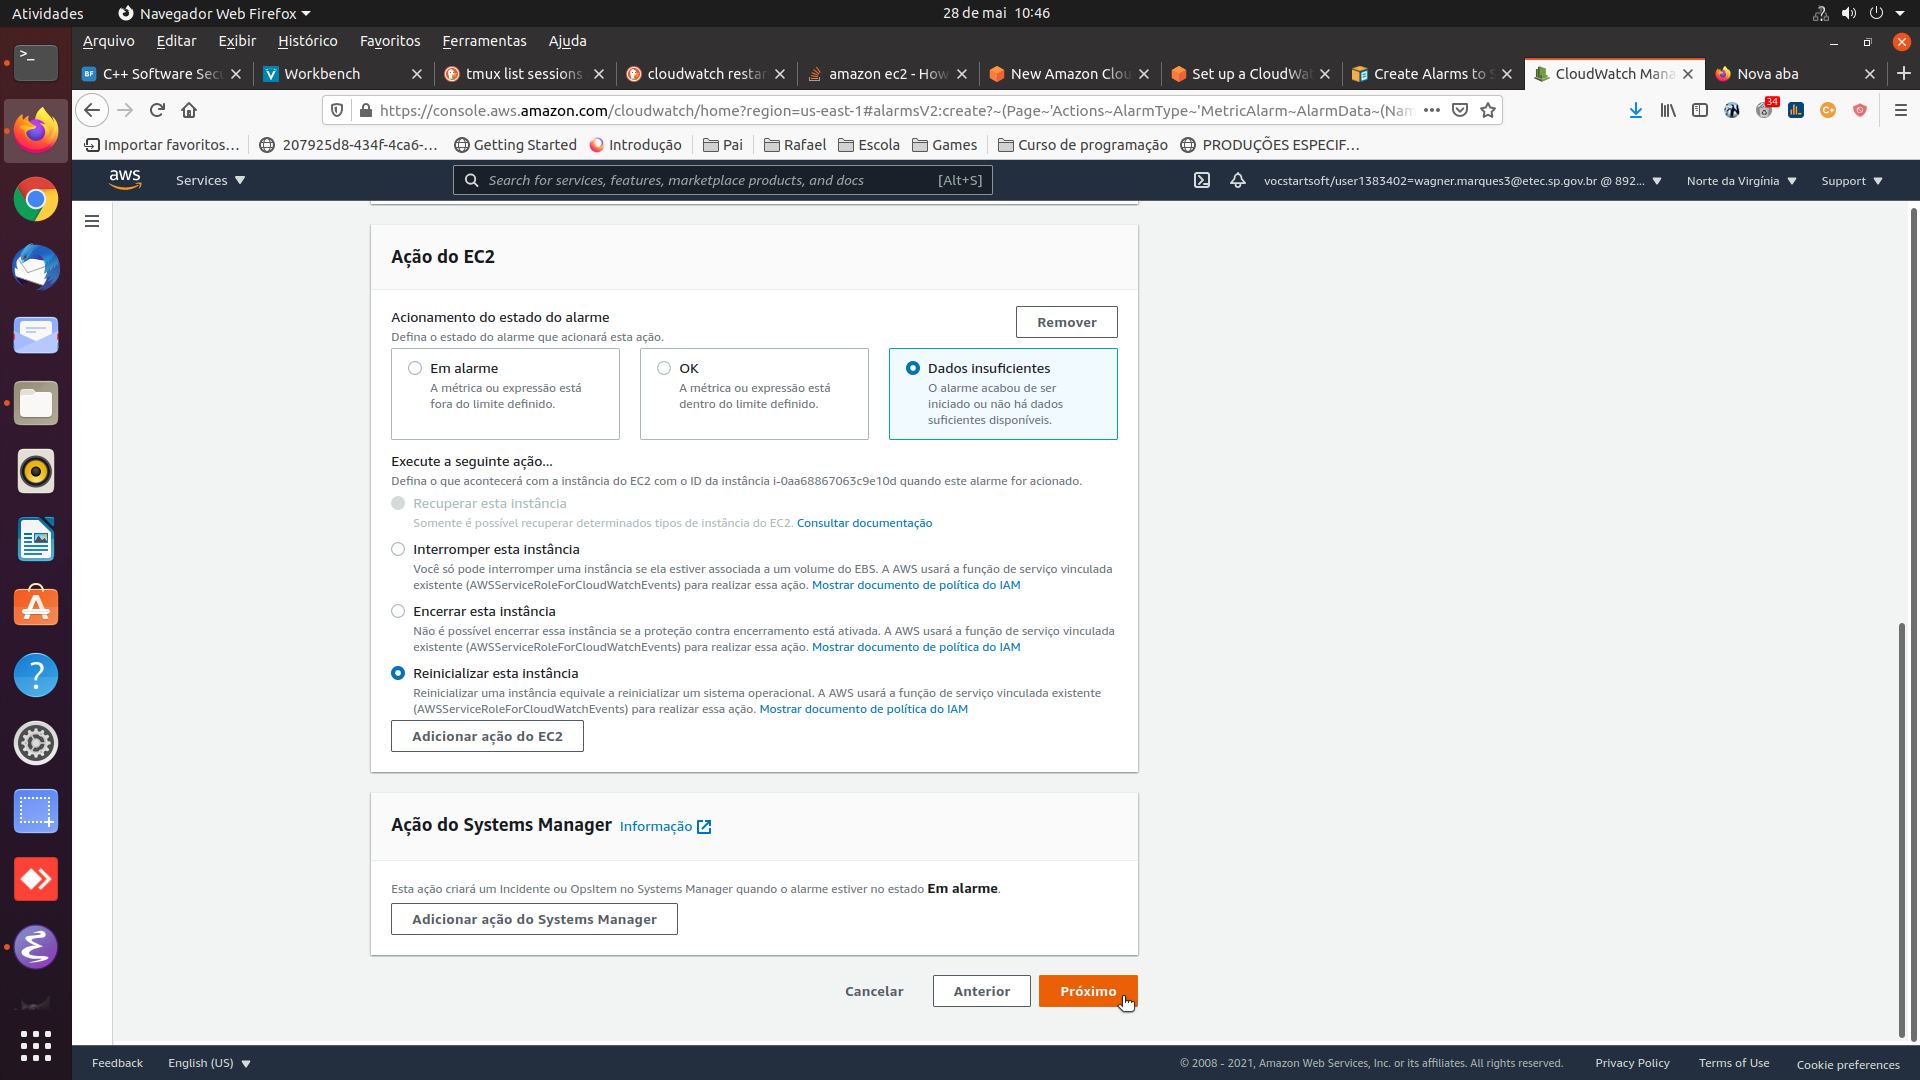 Atividades
Navegador Web Firefox
28 de mai 10:46
Arquivo Editar Exibir Histórico Favoritos Ferramentas Ajuda
C++ Software Sec
Workbench
tmux list sessions
cloudwatch restar
amazon ec2 - How
New Amazon Clou
Set up a CloudWat
Create Alarms to S
CloudWatch Mana
Nova aba
https://console.aws.amazon.com/cloudwatch/home?region=us-east-1#alarmsV2:create?~(Page~'Actions~AlarmType~'MetricAlarm~AlarmData~(Nam
34
Importar favoritos...
207925d8-434f-4ca6-...
Getting Started
Introdução
Pai
Rafael
Escola
Games
Curso de programação
PRODUÇÕES ESPECIF...
aws
Services
Search for services, features, marketplace products, and docs
[Alt+S]
vocstartsoft/user1383402=wagner.marques3@etec.sp.gov.br @ 892...
Norte da Virgínia
Support
Ação do EC2
Acionamento do estado do alarme
Defina o estado do alarme que acionará esta ação.
Remover
Em alarme
A métrica ou expressão está
fora do limite definido.
OK
A métrica ou expressão está
dentro do limite definido.
Dados insuficientes
O alarme acabou de ser
iniciado ou não há dados
suficientes disponíveis.
Execute a seguinte ação...
Defina o que acontecerá com a instância do EC2 com o ID da instância i-0aa68867063c9e10d quando este alarme for acionado.
Recuperar esta instância
Somente é possível recuperar determinados tipos de instância do EC2. Consultar documentação
Interromper esta instância
Você só pode interromper uma instância se ela estiver associada a um volume do EBS. A AWS usará a função de serviço vinculada
existente (AWSServiceRoleForCloudWatchEvents) para realizar essa ação. Mostrar documento de política do IAM
Encerrar esta instância
Não é possível encerrar essa instância se a proteção contra encerramento está ativada. A AWS usará a função de serviço vinculada
existente (AWSServiceRoleForCloudWatchEvents) para realizar essa ação. Mostrar documento de política do IAM
Reinicializar esta instância
Reinicializar uma instância equivale a reinicializar um sistema operacional. A AWS usará a função de serviço vinculada existente
(AWSServiceRoleForCloudWatchEvents) para realizar essa ação. Mostrar documento de política do IAM
Adicionar ação do EC2
Ação do Systems Manager Informação
Esta ação criará um Incidente ou OpsItem no Systems Manager quando o alarme estiver no estado Em alarme.
Adicionar ação do Systems Manager
Cancelar
Anterior
Próximo
Feedback
English (US)
© 2008 - 2021, Amazon Web Services, Inc. or its affiliates. All rights reserved.
Privacy Policy
Terms of Use
Cookie preferences